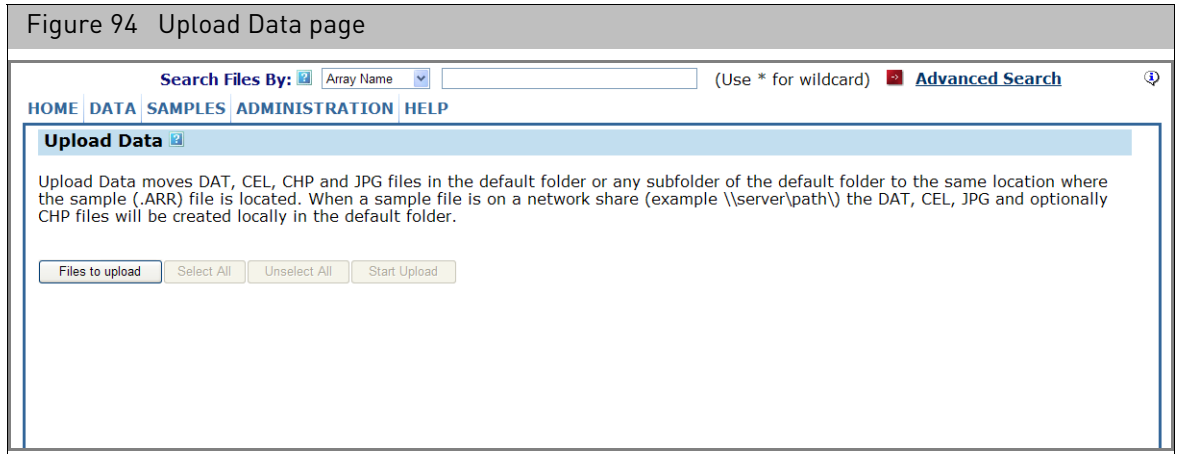 Figure 94 Upload Data page
Search Files By: ? Array Name (Use * for wildcard) Advanced Search
HOME DATA SAMPLES ADMINISTRATION HELP
Upload Data ?
Upload Data moves DAT, CEL, CHP and JPG files in the default folder or any subfolder of the default folder to the same location where
the sample (.ARR) file is located. When a sample file is on a network share (example \\server\path\) the DAT, CEL, JPG and optionally
CHP files will be created locally in the default folder.
Files to upload Select All Unselect All Start Upload